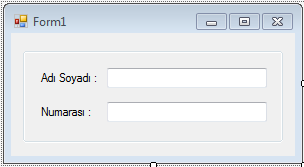 Form1
Adı Soyadı :
Numarası :